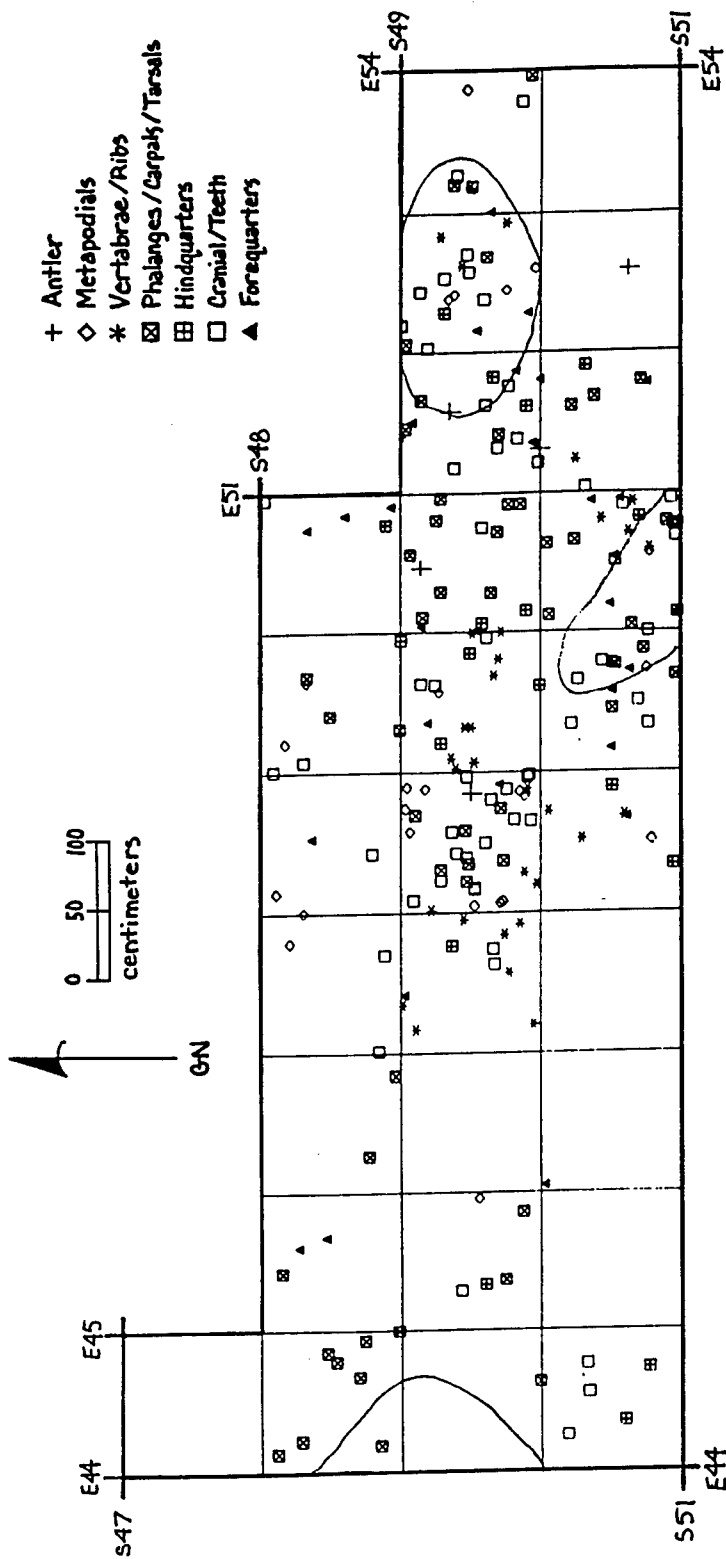 + Antler
◇ Metapodials
* Vertabrae/Ribs
⊠ Phalanges/Carpals/Tarsals
⊞ Hindquarters
□ Cranial/Teeth
▲ Forequarters
0 50 100
centimeters
GN
S47
E44
E45
S48
E51
S49
E54
S51
E44
S51
E54